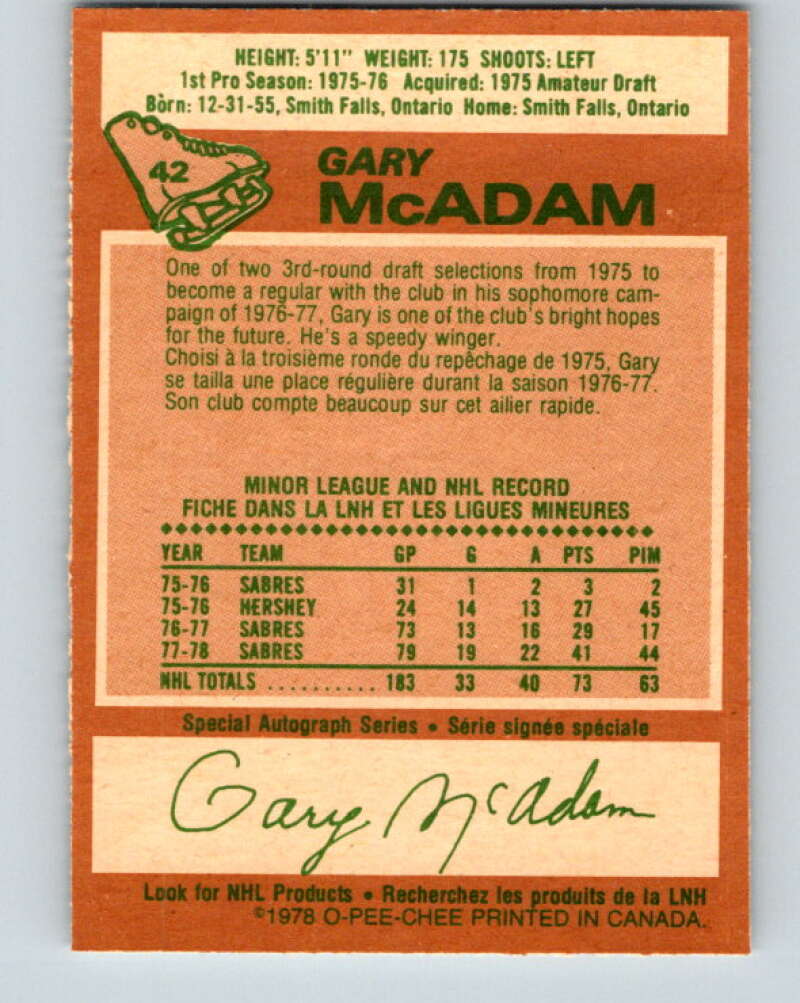 HEIGHT: 5'11" WEIGHT: 175 SHOOTS: LEFT
1st Pro Season: 1975-76 Acquired: 1975 Amateur Draft
Born: 12-31-55, Smith Falls, Ontario Home: Smith Falls, Ontario
42
GARY
McADAM
One of two 3rd-round draft selections from 1975 to
become a regular with the club in his sophomore cam-
paign of 1976-77, Gary is one of the club's bright hopes
for the future. He's a speedy winger.
Choisi à la troisième ronde du repêchage de 1975, Gary
se tailla une place régulière durant la saison 1976-77.
Son club compte beaucoup sur cet ailier rapide.
MINOR LEAGUE AND NHL RECORD
FICHE DANS LA LNH ET LES LIGUES MINEURES
YEAR TEAM GP G A PTS PIM
75-76 SABRES 31 1 2 3 2
75-76 HERSHEY 24 14 13 27 45
76-77 SABRES 73 13 16 29 17
77-78 SABRES 79 19 22 41 44
NHL TOTALS .......... 183 33 40 73 63
Special Autograph Series • Série signée spéciale
Gary McAdam
Look for NHL Products • Recherchez les produits de la LNH
©1978 O-PEE-CHEE PRINTED IN CANADA.